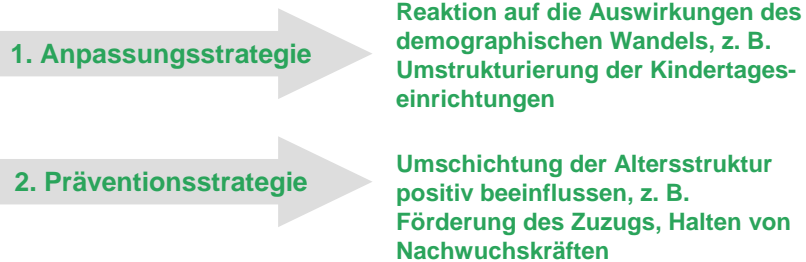 1. Anpassungsstrategie
Reaktion auf die Auswirkungen des
demographischen Wandels, z. B.
Umstrukturierung der Kindertages-
einrichtungen
2. Präventionsstrategie
Umschichtung der Altersstruktur
positiv beeinflussen, z. B.
Förderung des Zuzugs, Halten von
Nachwuchskräften